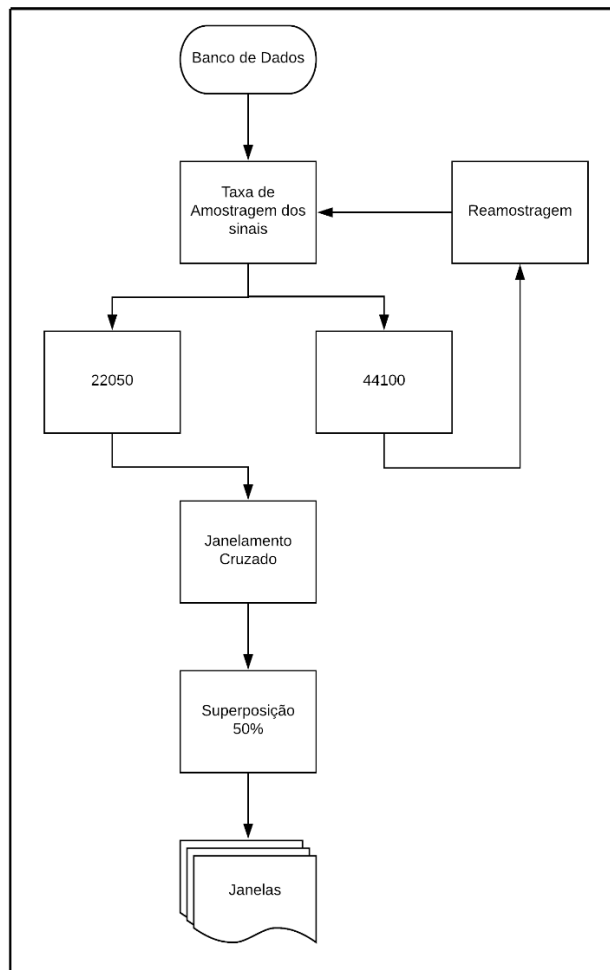 Banco de Dados
Taxa de
Amostragem dos
sinais
Reamostragem
22050
44100
Janelamento
Cruzado
Superposição
50%
Janelas